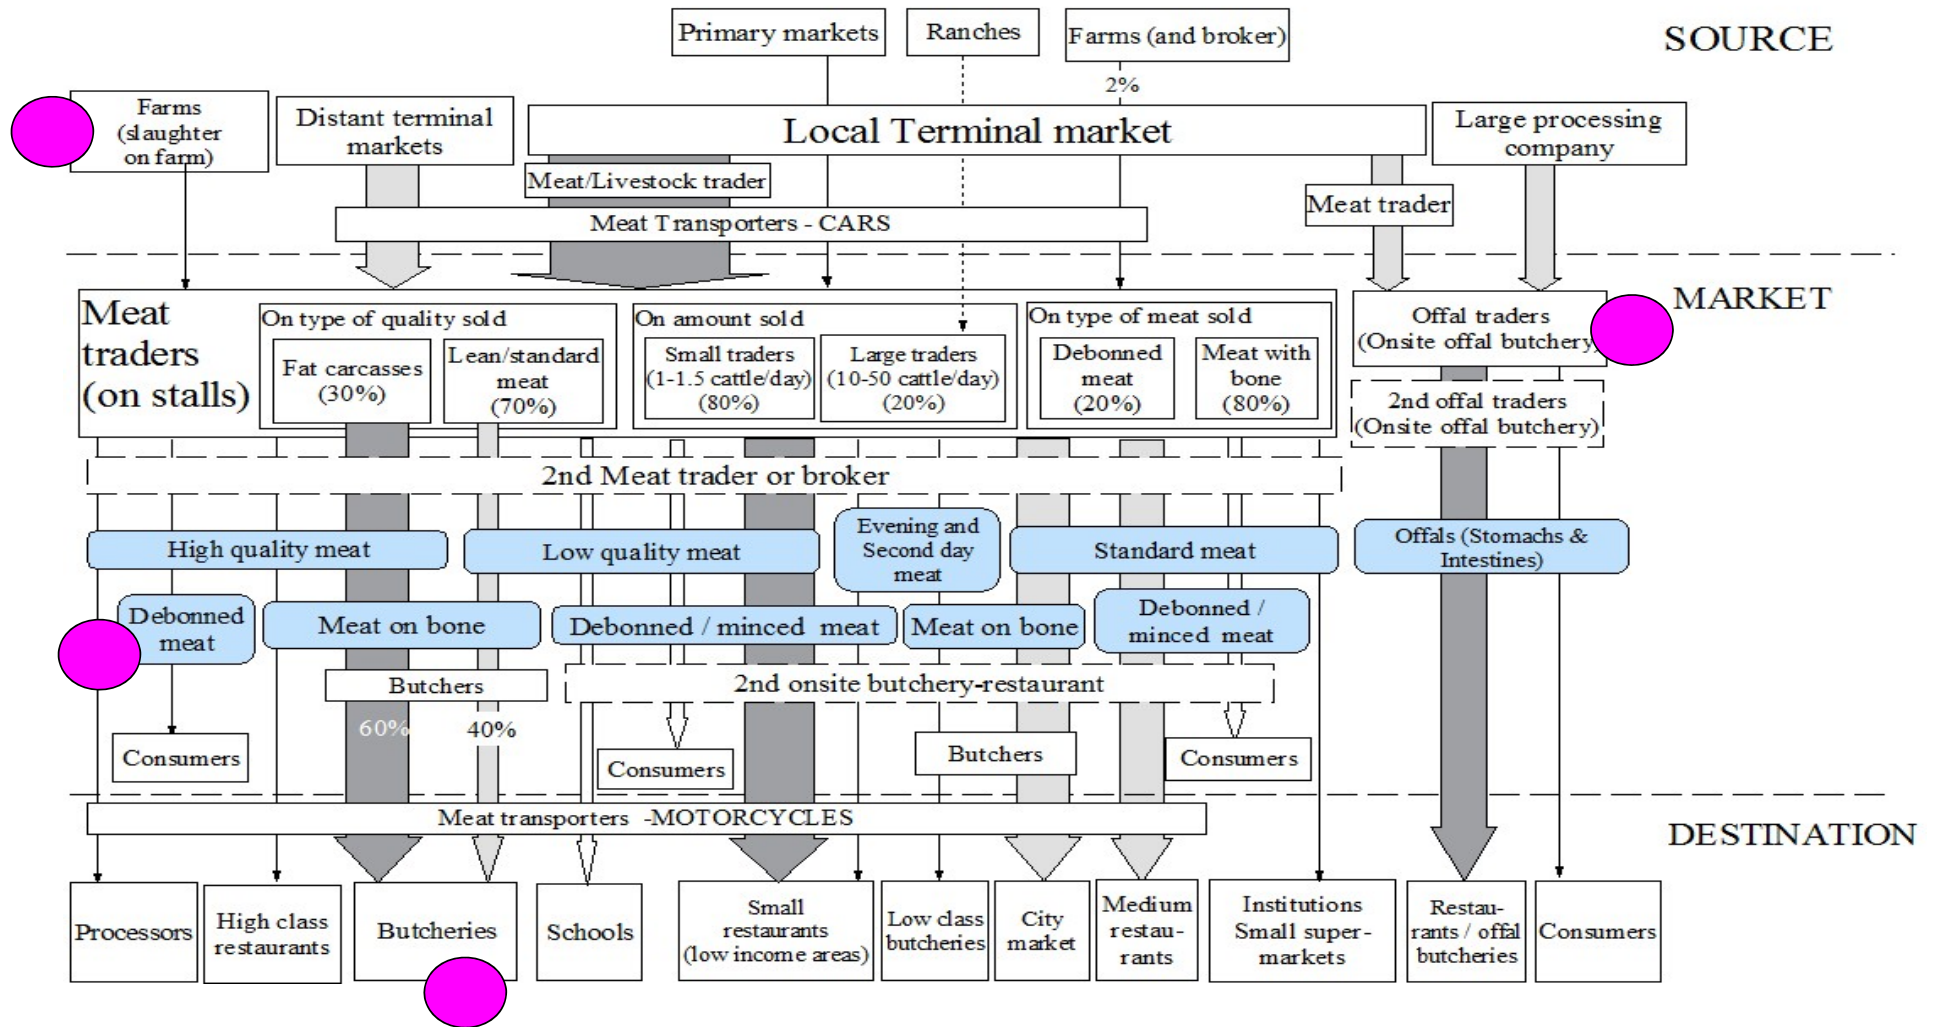 Primary markets
Ranches
Farms (and broker)
SOURCE
2%
Farms
(slaughter
on farm)
Distant terminal
markets
Local Terminal market
Large processing
company
Meat/Livestock trader
Meat trader
Meat Transporters - CARS
MARKET
Meat
traders
(on stalls)
On type of quality sold
Fat carcasses
(30%)
Lean/standard
meat
(70%)
On amount sold
Small traders
(1-1.5 cattle/day)
(80%)
Large traders
(10-50 cattle/day)
(20%)
On type of meat sold
Debonned
meat
(20%)
Meat with
bone
(80%)
Offal traders
(Onsite offal butchery
2nd offal traders
(Onsite offal butchery)
2nd Meat trader or broker
High quality meat
Low quality meat
Evening and
Second day
meat
Standard meat
Offals (Stomachs &
Intestines)
Debonned
meat
Meat on bone
Debonned / minced meat
Meat on bone
Debonned /
minced meat
Butchers
2nd onsite butchery-restaurant
60%
40%
Consumers
Consumers
Butchers
Consumers
Meat transporters -MOTORCYCLES
DESTINATION
Processors
High class
restaurants
Butcheries
Schools
Small
restaurants
(low income areas)
Low class
butcheries
City
market
Medium
restau-
rants
Institutions
Small super-
markets
Restau-
rants / offal
butcheries
Consumers